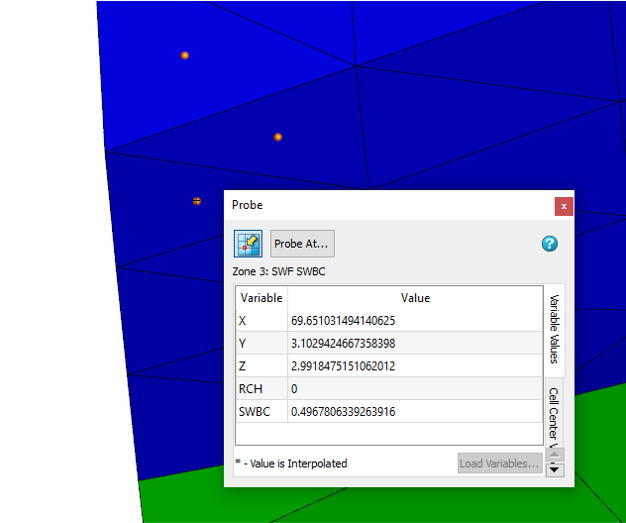 Probe
x
Probe At...
?
Zone 3: SWF SWBC
Variable Value
X 69.651031494140625
Y 3.1029424667358398
Z 2.9918475151062012
RCH 0
SWBC 0.4967806339263916
Variable Values
Cell Center V
* - Value is Interpolated
Load Variables...